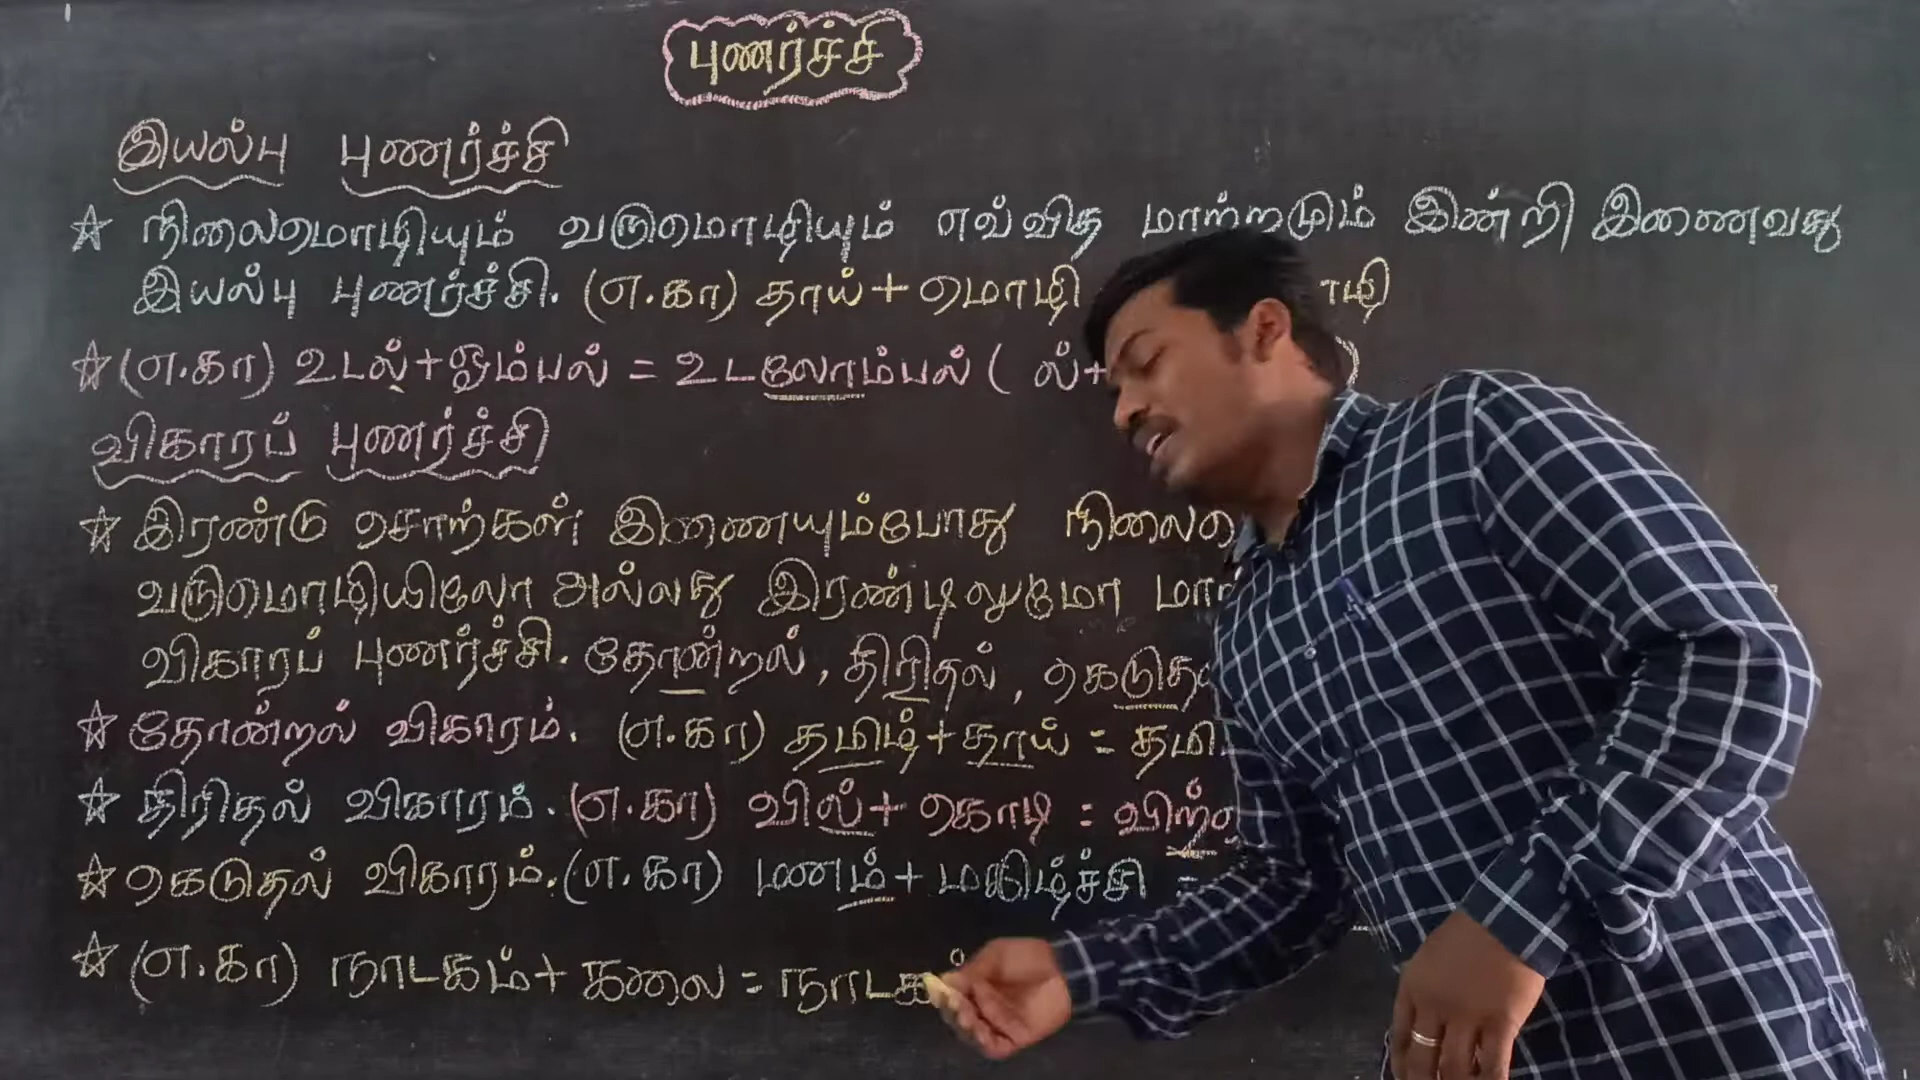 புணர்ச்சி
இயல்பு புணர்ச்சி
☆ நிலைமொழியும் வருமொழியும் எவ்வித மாற்றமும் இன்றி இணைவது
இயல்பு புணர்ச்சி. (எ.கா) தாய் + மொழி
☆ (எ.கா) உடல் + ஓம்பல் = உடலோம்பல் ( ல் +
விகாரப் புணர்ச்சி
☆ இரண்டு சொற்கள் இணையும்போது
வருமொழியிலோ அல்லது இரண்டிலுமோ
விகாரப் புணர்ச்சி. தோன்றல், திரிதல்,
☆ தோன்றல் விகாரம். (எ.கா) தமிழ் + தாய் =
☆ திரிதல் விகாரம். (எ.கா) வில் + கொடி =
☆ கெடுதல் விகாரம். (எ.கா) மணம் + மகிழ்ச்சி =
☆ (எ.கா) நாடகம் + கலை = நாடக